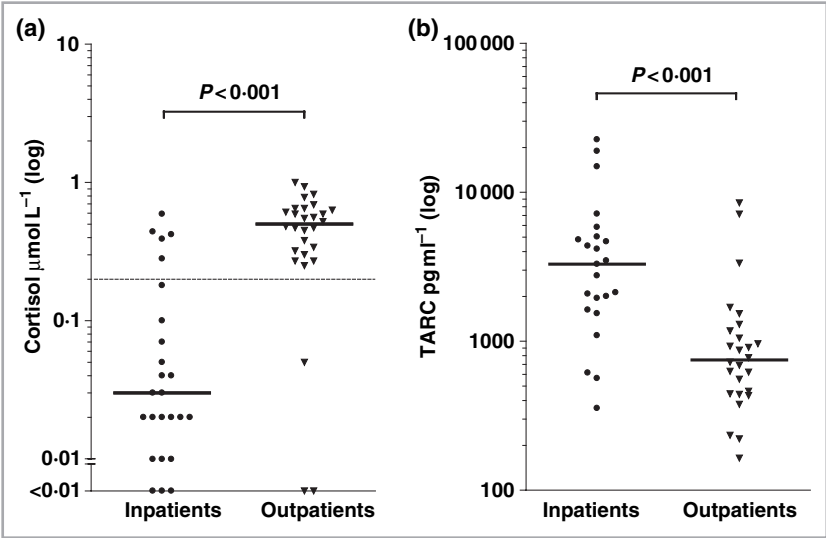 (a)
10
1
0·1
0·01
<0·01
Cortisol μmol L⁻¹ (log)
P < 0·001
Inpatients Outpatients
(b)
100 000
10 000
1000
100
TARC pg ml⁻¹ (log)
P < 0·001
Inpatients Outpatients